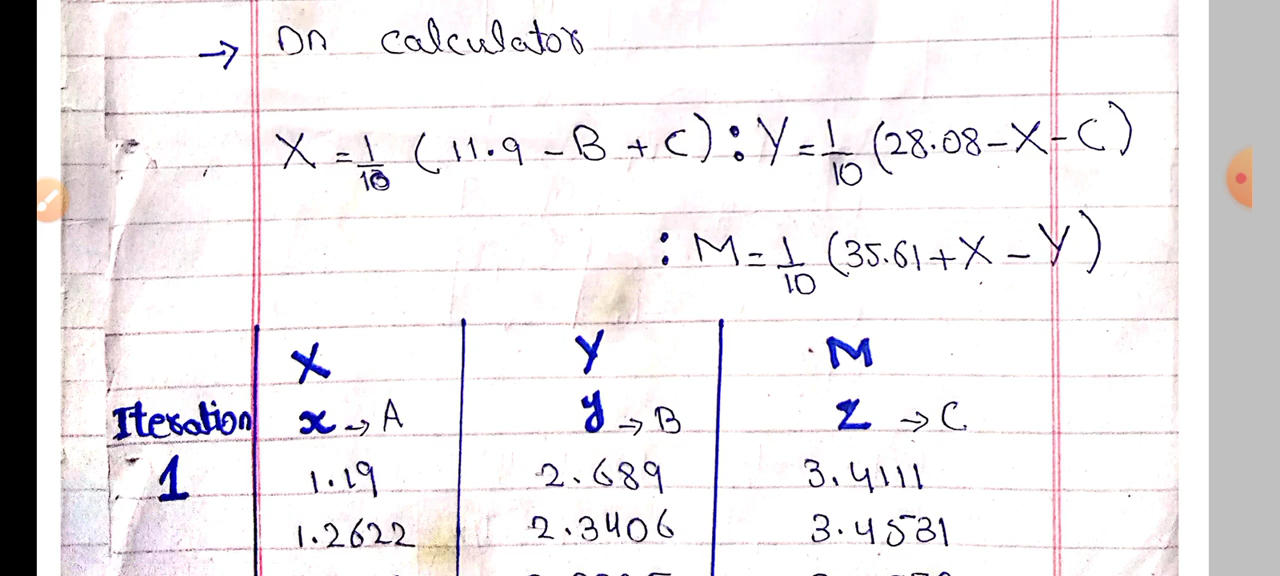 → On calculator
X = 1/10 (11.9 - B + C) : Y = 1/10 (28.08 - X - C)
: M = 1/10 (35.61 + X - Y)
X Y M
Iteration x → A y → B z → C
1 1.19 2.689 3.4111
1.2622 2.3406 3.4531